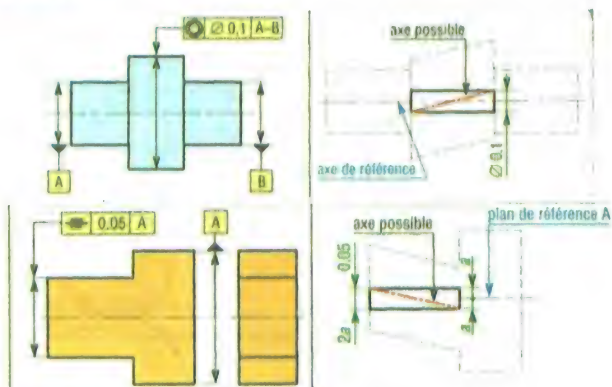 Ø 0,1 A-B
A
B
axe possible
axe de référence
Ø 0,1
0,05 A
A
axe possible
plan de référence A
0,05
2a
a
a